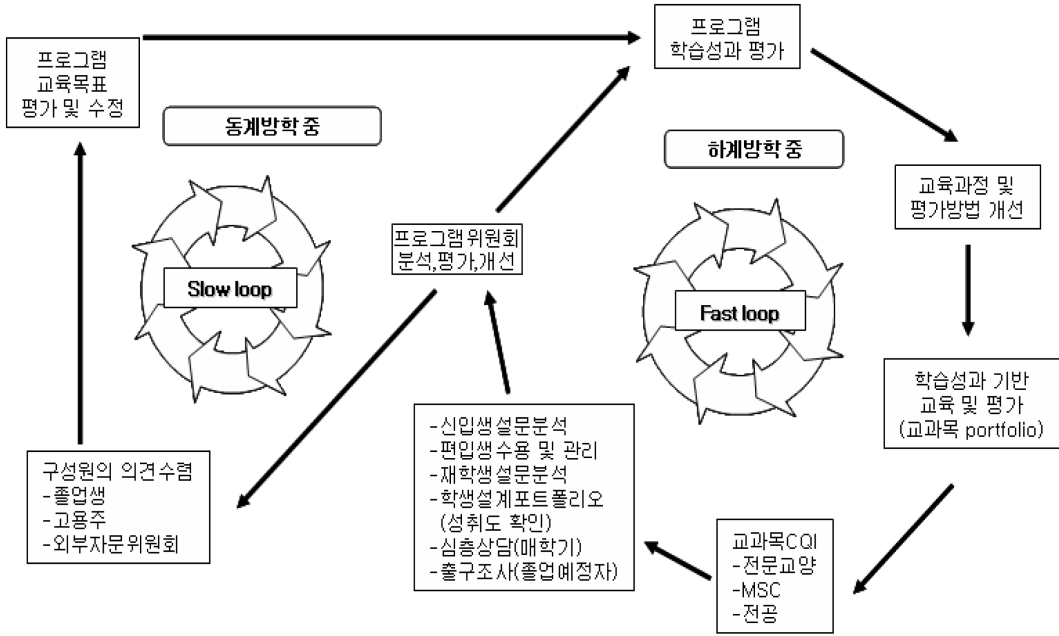 프로그램
교육목표
평가 및 수정
프로그램
학습성과 평가
동계방학 중
하계방학 중
교육과정 및
평가방법 개선
프로그램위원회
분석,평가,개선
Slow loop
Fast loop
학습성과 기반
교육 및 평가
(교과목 portfolio)
-신입생설문분석
-편입생수용 및 관리
-재학생설문분석
-학생설계포트폴리오
(성취도 확인)
-심층상담(매학기)
-출구조사(졸업예정자)
구성원의 의견수렴
-졸업생
-고용주
-외부자문위원회
교과목CQI
-전문교양
-MSC
-전공